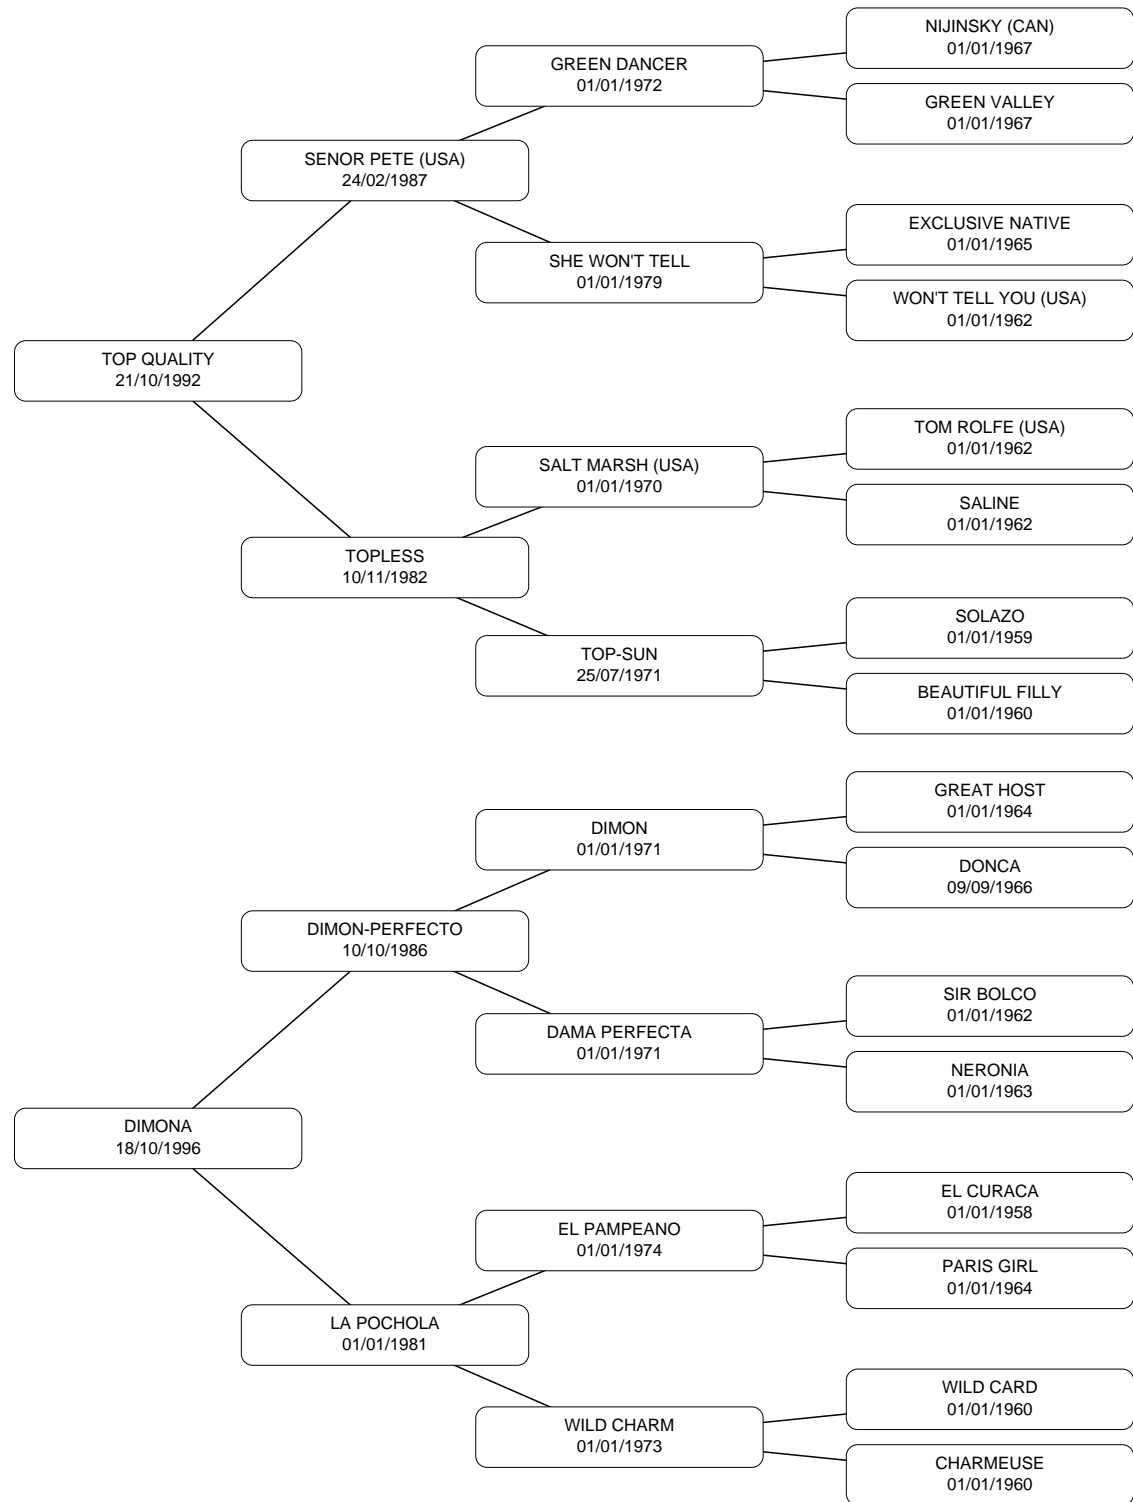 NIJINSKY (CAN)
01/01/1967
GREEN DANCER
01/01/1972
GREEN VALLEY
01/01/1967
SENOR PETE (USA)
24/02/1987
EXCLUSIVE NATIVE
01/01/1965
SHE WON'T TELL
01/01/1979
WON'T TELL YOU (USA)
01/01/1962
TOP QUALITY
21/10/1992
TOM ROLFE (USA)
01/01/1962
SALT MARSH (USA)
01/01/1970
SALINE
01/01/1962
TOPLESS
10/11/1982
SOLAZO
01/01/1959
TOP-SUN
25/07/1971
BEAUTIFUL FILLY
01/01/1960
GREAT HOST
01/01/1964
DIMON
01/01/1971
DONCA
09/09/1966
DIMON-PERFECTO
10/10/1986
SIR BOLCO
01/01/1962
DAMA PERFECTA
01/01/1971
NERONIA
01/01/1963
DIMONA
18/10/1996
EL CURACA
01/01/1958
EL PAMPEANO
01/01/1974
PARIS GIRL
01/01/1964
LA POCHOLA
01/01/1981
WILD CARD
01/01/1960
WILD CHARM
01/01/1973
CHARMEUSE
01/01/1960